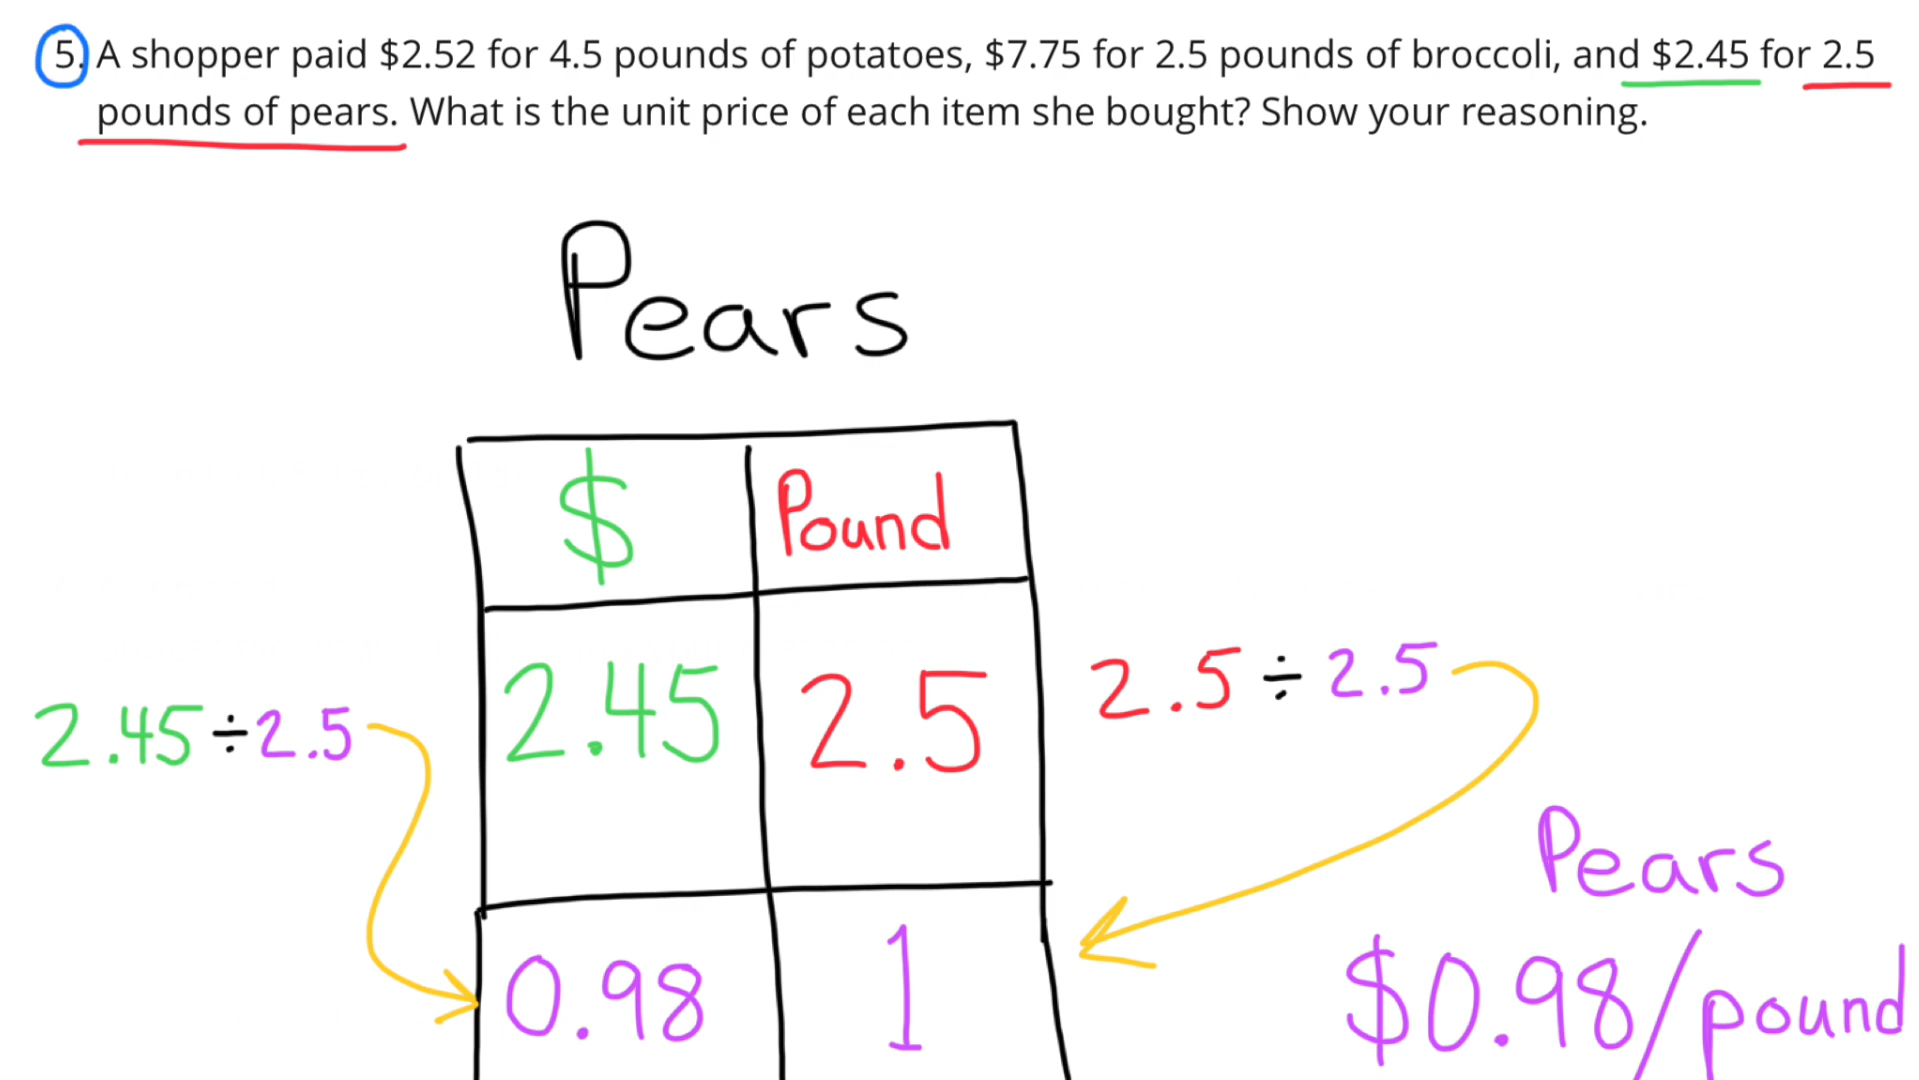 5. A shopper paid $2.52 for 4.5 pounds of potatoes, $7.75 for 2.5 pounds of broccoli, and $2.45 for 2.5
pounds of pears. What is the unit price of each item she bought? Show your reasoning.
Pears
$ Pound
2.45 2.5
2.45 ÷ 2.5
2.5 ÷ 2.5
0.98 1
Pears
$0.98/pound